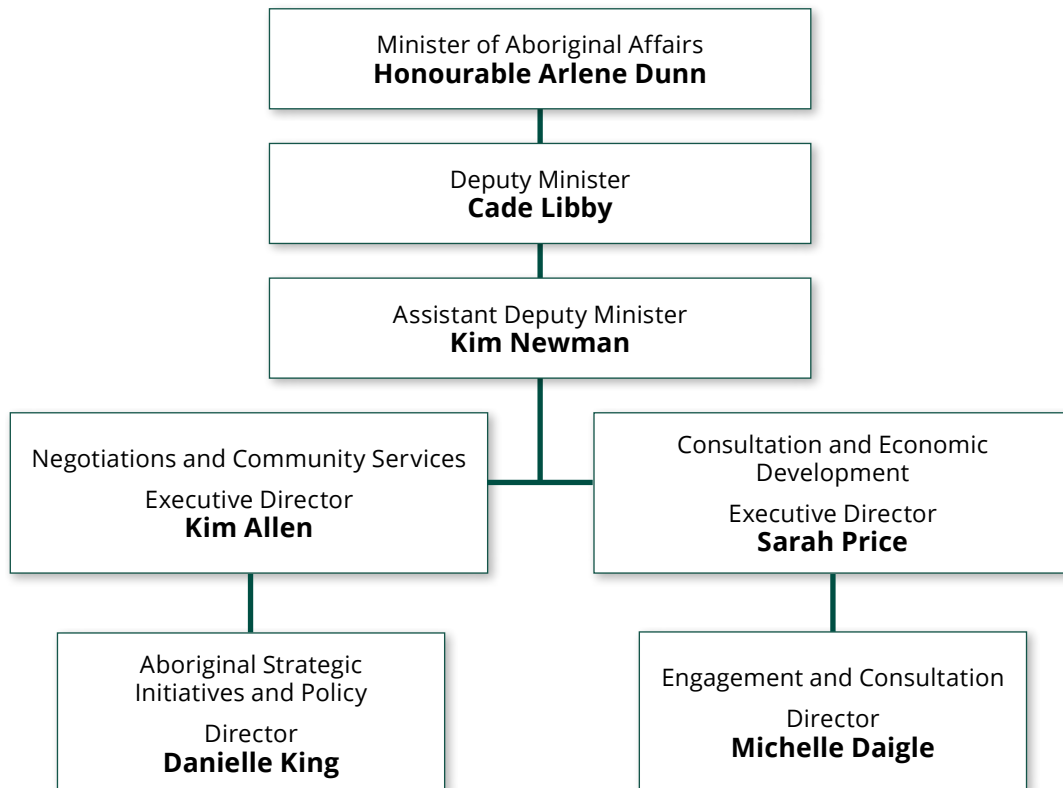 Minister of Aboriginal Affairs
Honourable Arlene Dunn
Deputy Minister
Cade Libby
Assistant Deputy Minister
Kim Newman
Negotiations and Community Services
Executive Director
Kim Allen
Consultation and Economic
Development
Executive Director
Sarah Price
Aboriginal Strategic
Initiatives and Policy
Director
Danielle King
Engagement and Consultation
Director
Michelle Daigle